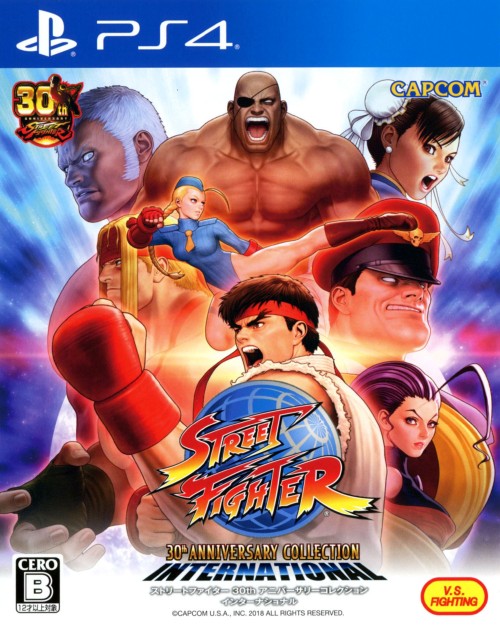 PS4
30th
ANNIVERSARY
STREET FIGHTER
CAPCOM
STREET
FIGHTER
30th ANNIVERSARY COLLECTION
INTERNATIONAL
ストリートファイター 30th アニバーサリーコレクション
インターナショナル
©CAPCOM U.S.A., INC. 2018 ALL RIGHTS RESERVED.
CERO
B
12才以上対象
V.S.
FIGHTING